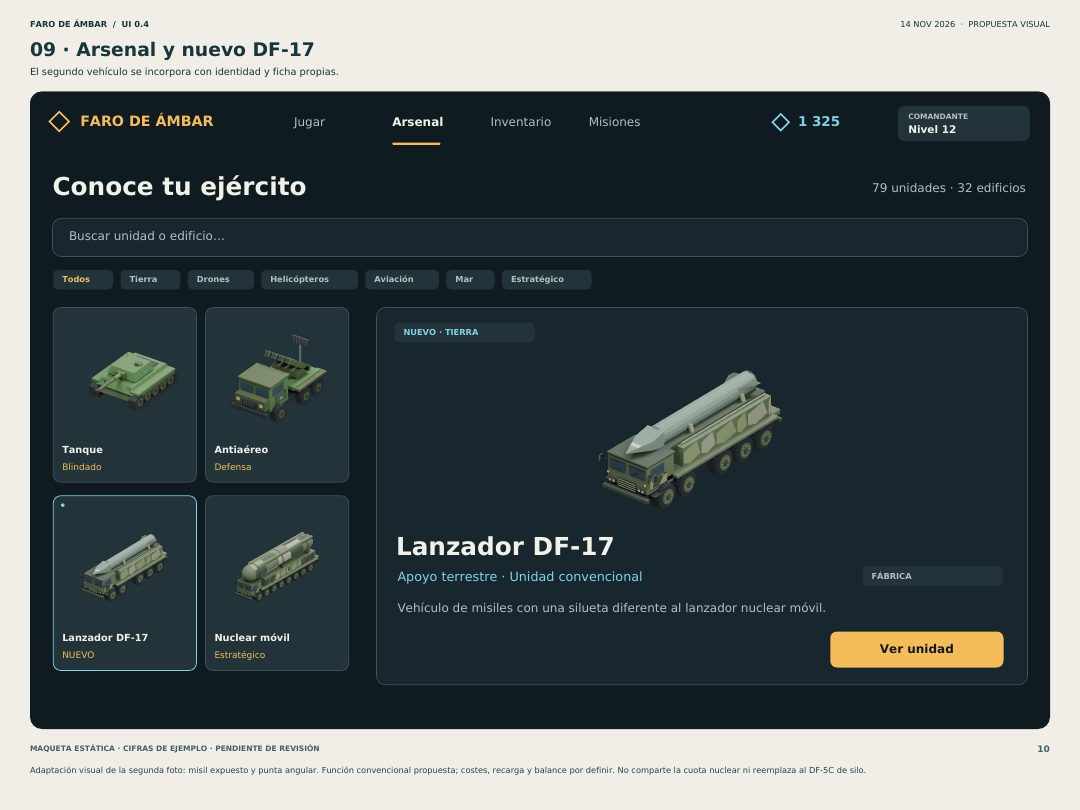 FARO DE ÁMBAR / UI 0.4
14 NOV 2026 · PROPUESTA VISUAL
09 · Arsenal y nuevo DF-17
El segundo vehículo se incorpora con identidad y ficha propias.
FARO DE ÁMBAR
Jugar
Arsenal
Inventario
Misiones
1 325
COMANDANTE
Nivel 12
Conoce tu ejército
79 unidades · 32 edificios
Buscar unidad o edificio…
Todos
Tierra
Drones
Helicópteros
Aviación
Mar
Estratégico
Tanque
Blindado
Antiaéreo
Defensa
Lanzador DF-17
NUEVO
Nuclear móvil
Estratégico
NUEVO · TIERRA
Lanzador DF-17
Apoyo terrestre · Unidad convencional
FÁBRICA
Vehículo de misiles con una silueta diferente al lanzador nuclear móvil.
Ver unidad
MAQUETA ESTÁTICA · CIFRAS DE EJEMPLO · PENDIENTE DE REVISIÓN
10
Adaptación visual de la segunda foto: misil expuesto y punta angular. Función convencional propuesta; costes, recarga y balance por definir. No comparte la cuota nuclear ni reemplaza al DF-5C de silo.